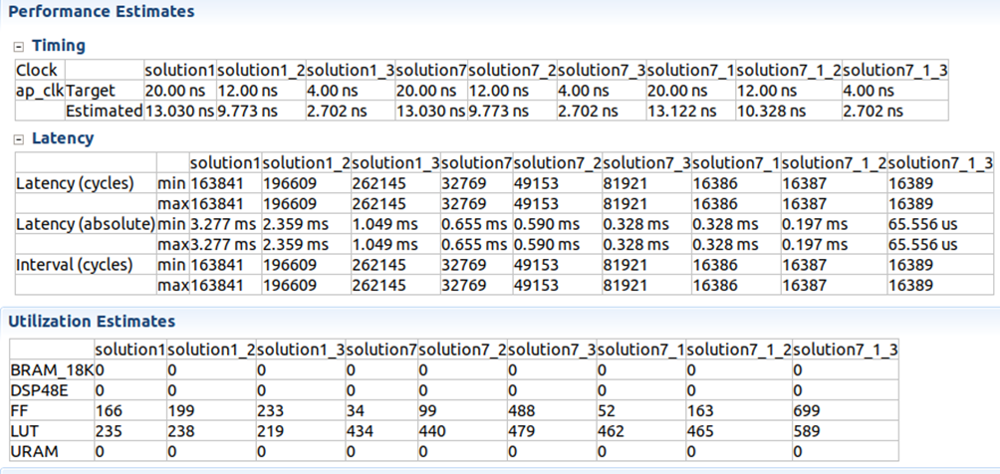 Performance Estimates
Timing
Clock solution1 solution1_2 solution1_3 solution7 solution7_2 solution7_3 solution7_1 solution7_1_2 solution7_1_3
ap_clk Target 20.00 ns 12.00 ns 4.00 ns 20.00 ns 12.00 ns 4.00 ns 20.00 ns 12.00 ns 4.00 ns
Estimated 13.030 ns 9.773 ns 2.702 ns 13.030 ns 9.773 ns 2.702 ns 13.122 ns 10.328 ns 2.702 ns
Latency
solution1 solution1_2 solution1_3 solution7 solution7_2 solution7_3 solution7_1 solution7_1_2 solution7_1_3
Latency (cycles) min 163841 196609 262145 32769 49153 81921 16386 16387 16389
max 163841 196609 262145 32769 49153 81921 16386 16387 16389
Latency (absolute) min 3.277 ms 2.359 ms 1.049 ms 0.655 ms 0.590 ms 0.328 ms 0.328 ms 0.197 ms 65.556 us
max 3.277 ms 2.359 ms 1.049 ms 0.655 ms 0.590 ms 0.328 ms 0.328 ms 0.197 ms 65.556 us
Interval (cycles) min 163841 196609 262145 32769 49153 81921 16386 16387 16389
max 163841 196609 262145 32769 49153 81921 16386 16387 16389
Utilization Estimates
solution1 solution1_2 solution1_3 solution7 solution7_2 solution7_3 solution7_1 solution7_1_2 solution7_1_3
BRAM_18K 0 0 0 0 0 0 0 0 0
DSP48E 0 0 0 0 0 0 0 0 0
FF 166 199 233 34 99 488 52 163 699
LUT 235 238 219 434 440 479 462 465 589
URAM 0 0 0 0 0 0 0 0 0